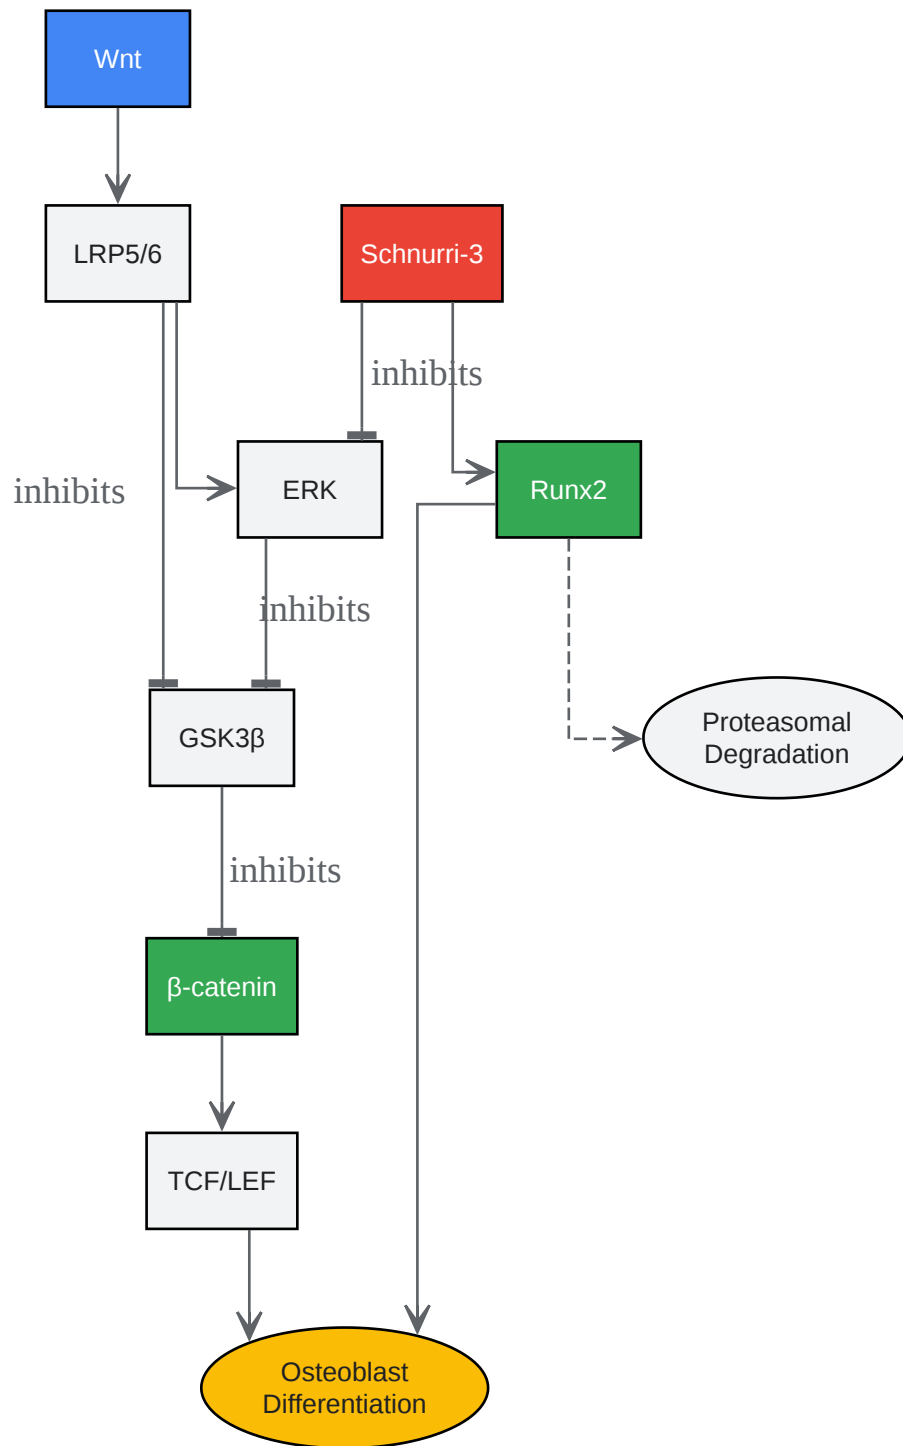 Wnt
LRP5/6
Schnurri-3
inhibits
inhibits
ERK
Runx2
inhibits
GSK3β
Proteasomal
Degradation
inhibits
β-catenin
TCF/LEF
Osteoblast
Differentiation